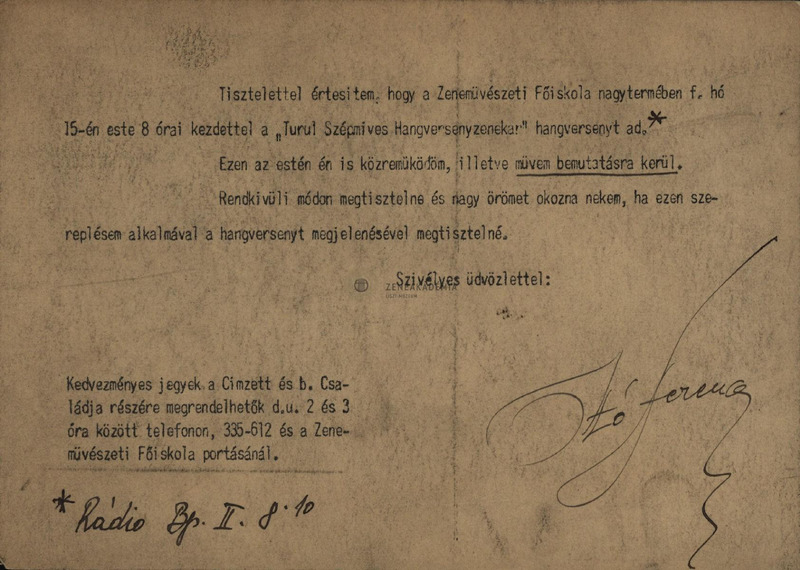 Tisztelettel értesitem, hogy a Zeneművészeti Főiskola nagytermében f. hó
15-én este 8 órai kezdettel a „Turul Szépmives Hangversenyzenekar" hangversenyt ad.*
Ezen az estén én is közreműködöm, illetve művem bemutatásra kerül.
Rendkivüli módon megtisztelne és nagy örömet okozna nekem, ha ezen sze-
replésem alkalmával a hangversenyt megjelenésével megtisztelné.
Szivélyes üdvözlettel:
ZENEAKADÉMIA
Kedvezményes jegyek a Cimzett és b. Csa-
ládja részére megrendelhetők d.u. 2 és 3
óra között telefonon, 335-612 és a Zene-
művészeti Főiskola portásánál.
Ferenc
* Rádio Bp. II. 8.10